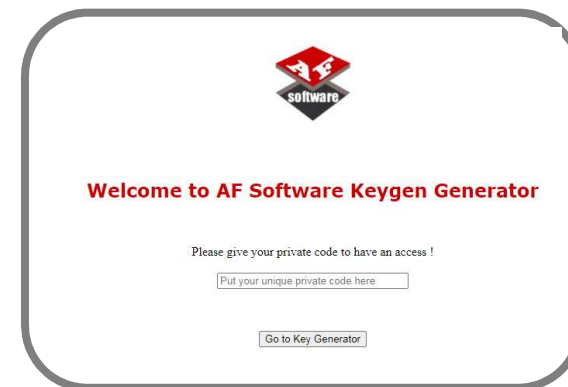 AF
software
Welcome to AF Software Keygen Generator
Please give your private code to have an access !
Put your unique private code here
Go to Key Generator